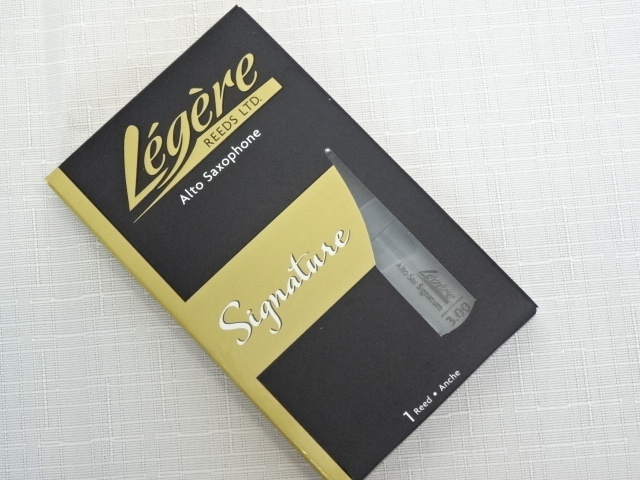 Légère
REEDS LTD.
Alto Saxophone
Signature
Légère
Alto Sax Signature
3.00
1 Reed • Anche